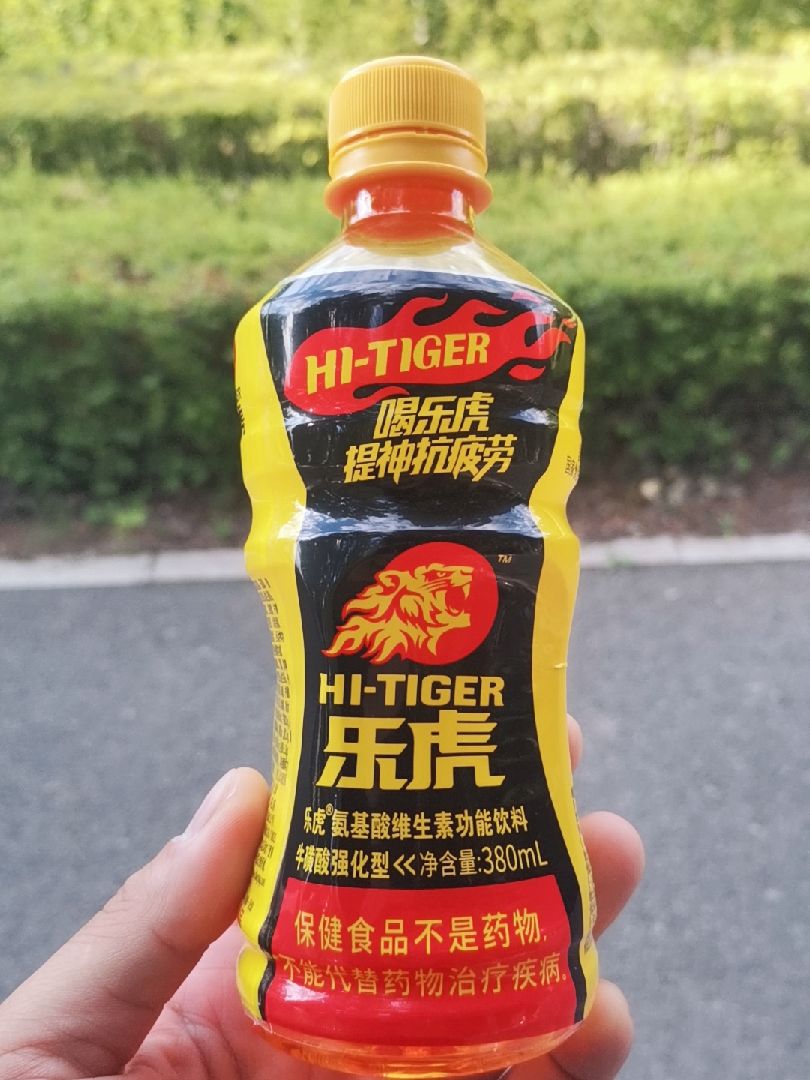 HI-TIGER
喝乐虎
提神抗疲劳
TM
HI-TIGER
乐虎
乐虎®氨基酸维生素功能饮料
牛磺酸强化型<<净含量:380mL
保健食品不是药物,
不能代替药物治疗疾病。